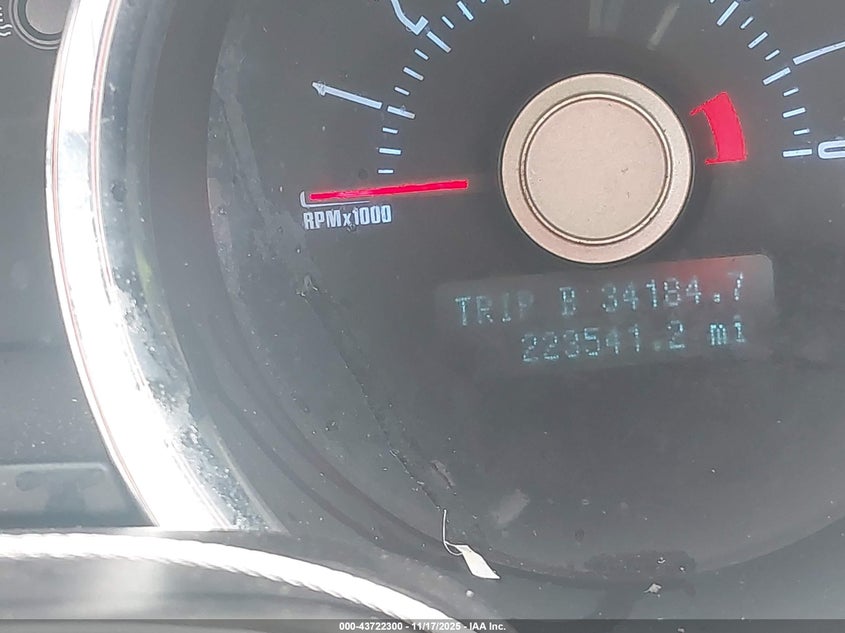 RPMx1000
TRIP B 34184.7
223541.2 mi
000-43722300 - 11/17/2025 - IAA Inc.